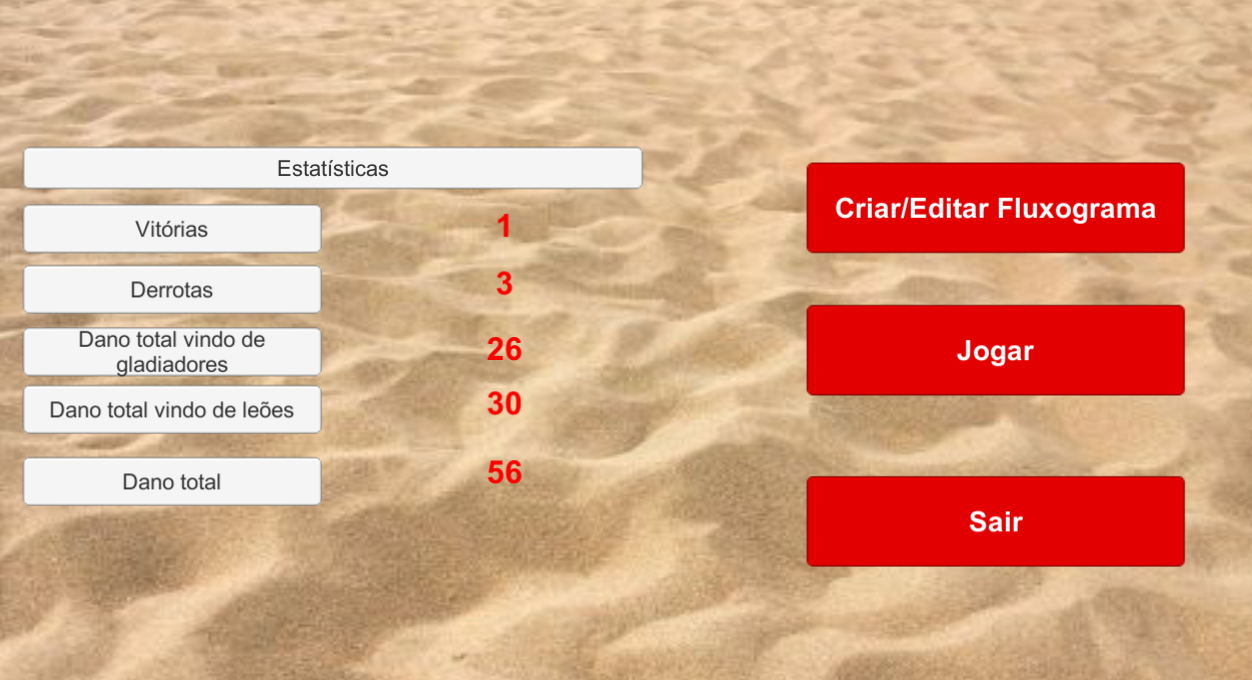 Estatísticas
Vitórias 1
Derrotas 3
Dano total vindo de
gladiadores 26
Dano total vindo de leões 30
Dano total 56
Criar/Editar Fluxograma
Jogar
Sair